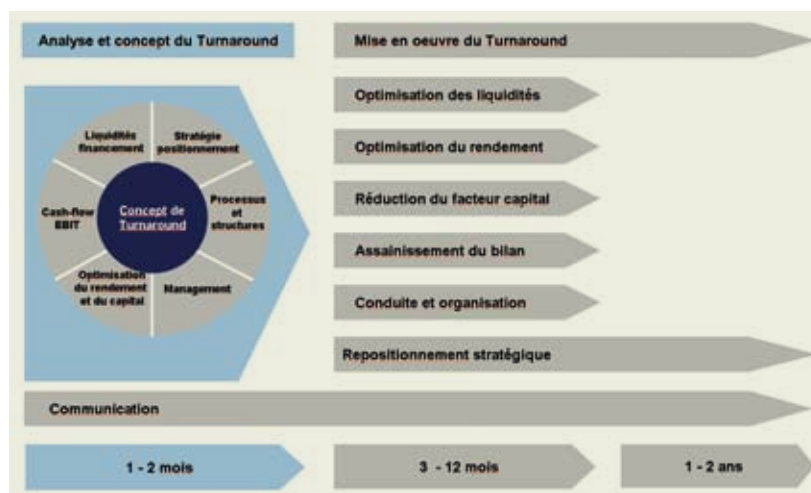 Analyse et concept du Turnaround
Mise en oeuvre du Turnaround
Liquidités
financement
Stratégie
positionnement
Cash-flow
EBIT
Concept de
Turnaround
Processus
et
structures
Optimisation
du rendement
et du capital
Management
Optimisation des liquidités
Optimisation du rendement
Réduction du facteur capital
Assainissement du bilan
Conduite et organisation
Repositionnement stratégique
Communication
1 - 2 mois
3 - 12 mois
1 - 2 ans